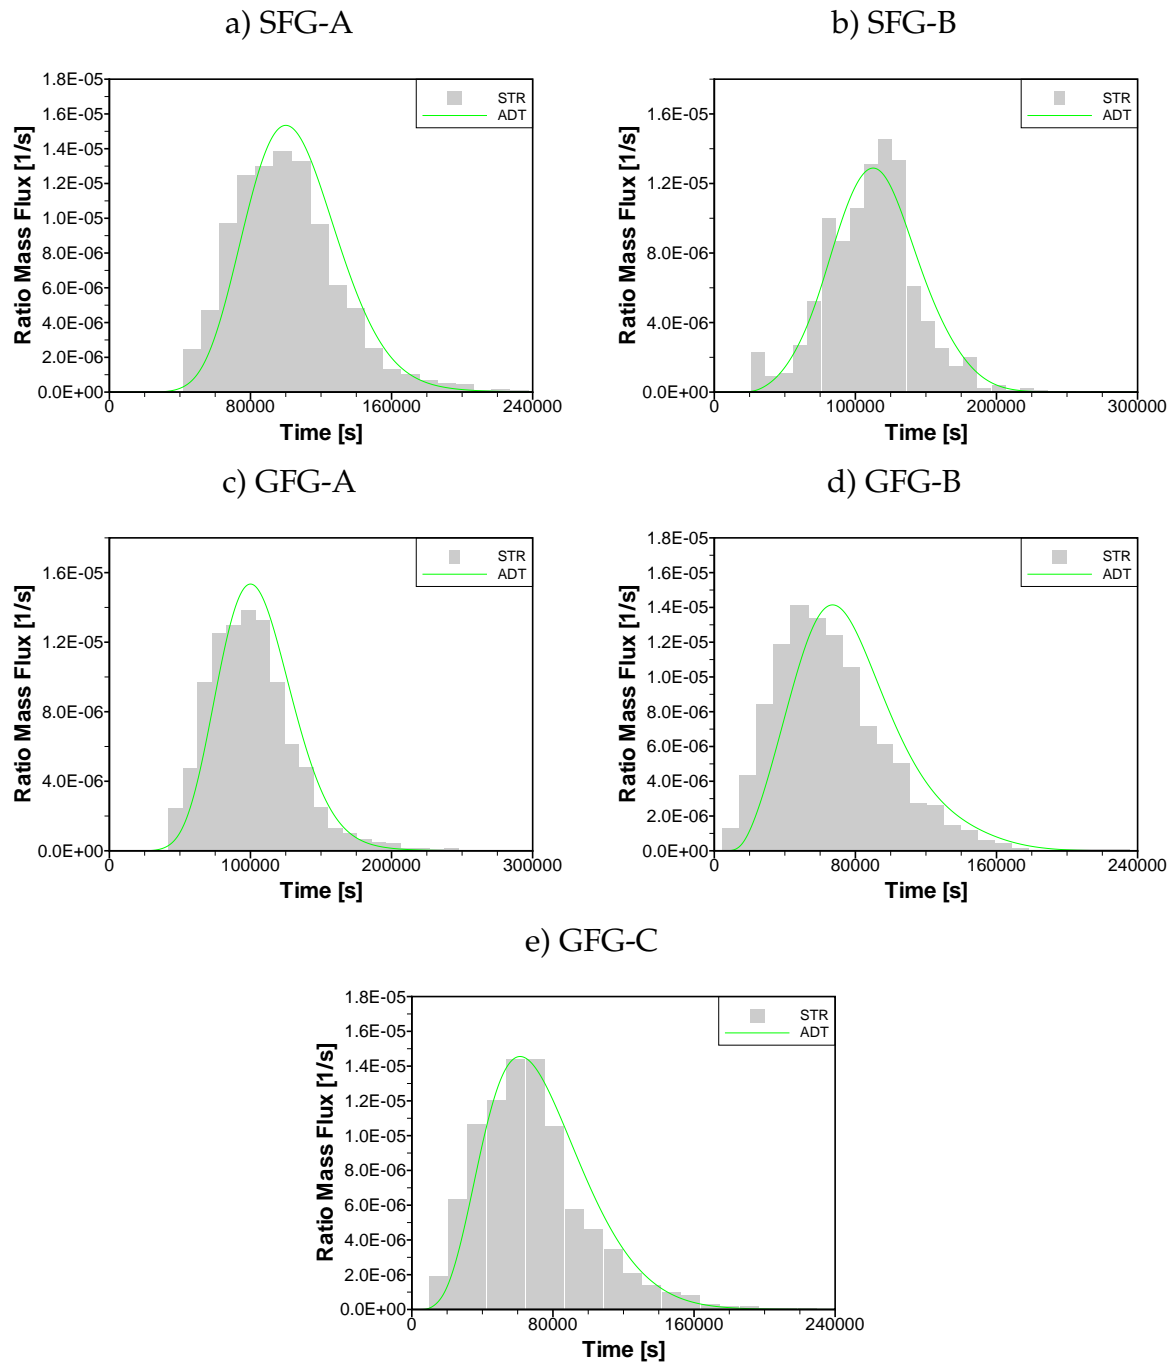 a) SFG-A
1.8E-05
1.6E-05
1.4E-05
1.2E-05
1.0E-05
8.0E-06
6.0E-06
4.0E-06
2.0E-06
0.0E+00
Ratio Mass Flux [1/s]
STR
ADT
0 80000 160000 240000
Time [s]
b) SFG-B
1.6E-05
1.2E-05
8.0E-06
4.0E-06
0.0E+00
Ratio Mass Flux [1/s]
STR
ADT
0 100000 200000 300000
Time [s]
c) GFG-A
1.6E-05
1.2E-05
8.0E-06
4.0E-06
0.0E+00
Ratio Mass Flux [1/s]
STR
ADT
0 100000 200000 300000
Time [s]
d) GFG-B
1.8E-05
1.6E-05
1.4E-05
1.2E-05
1.0E-05
8.0E-06
6.0E-06
4.0E-06
2.0E-06
0.0E+00
Ratio Mass Flux [1/s]
STR
ADT
0 80000 160000 240000
Time [s]
e) GFG-C
1.8E-05
1.6E-05
1.4E-05
1.2E-05
1.0E-05
8.0E-06
6.0E-06
4.0E-06
2.0E-06
0.0E+00
Ratio Mass Flux [1/s]
STR
ADT
0 80000 160000 240000
Time [s]